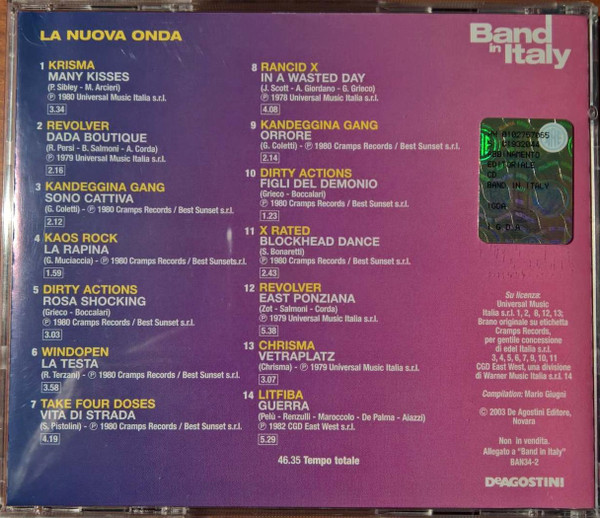 LA NUOVA ONDA
Band
in Italy
1 KRISMA
MANY KISSES
(P. Sibley - M. Arcieri)
℗ 1980 Universal Music Italia s.r.l.
3.34
2 REVOLVER
DADA BOUTIQUE
(R. Persi - B. Salmoni - A. Corda)
℗ 1979 Universal Music Italia s.r.l.
2.16
3 KANDEGGINA GANG
SONO CATTIVA
(G. Coletti) - ℗ 1980 Cramps Records / Best Sunset s.r.l.
2.12
4 KAOS ROCK
LA RAPINA
(G. Muciaccia) - ℗ 1980 Cramps Records / Best Sunsets.r.l.
1.59
5 DIRTY ACTIONS
ROSA SHOCKING
(Grieco - Boccalari)
℗ 1980 Cramps Records / Best Sunset s.r.l.
3.03
6 WINDOPEN
LA TESTA
(R. Terzani) - ℗ 1980 Cramps Records / Best Sunset s.r.l.
3.58
7 TAKE FOUR DOSES
VITA DI STRADA
(S. Pistolini) - ℗ 1980 Cramps Records / Best Sunset s.r.l.
4.19
8 RANCID X
IN A WASTED DAY
(J. Scott - A. Giordano - G. Grieco)
℗ 1978 Universal Music Italia s.r.l.
4.08
9 KANDEGGINA GANG
ORRORE
(G. Coletti) - ℗ 1980 Cramps Records / Best Sunset s.r.l.
2.14
10 DIRTY ACTIONS
FIGLI DEL DEMONIO
(Grieco - Boccalari)
℗ 1980 Cramps Records / Best Sunset s.r.l.
1.23
11 X RATED
BLOCKHEAD DANCE
(S. Bonaretti)
℗ 1980 Cramps Records / Best Sunset s.r.l.
2.43
12 REVOLVER
EAST PONZIANA
(Zot - Salmoni - Corda)
℗ 1979 Universal Music Italia s.r.l.
5.38
13 CHRISMA
VETRAPLATZ
(Chrisma) - ℗ 1979 Universal Music Italia s.r.l.
3.07
14 LITFIBA
GUERRA
(Pelù - Renzulli - Maroccolo - De Palma - Aiazzi)
℗ 1982 CGD East West s.r.l.
5.29
46.35 Tempo totale
EDITORIALE
CD
BAND IN ITALY
Su licenza:
Universal Music
Italia s.r.l. 1, 2, 8, 12, 13;
Brano originale su etichetta
Cramps Records,
per gentile concessione
di edel Italia s.r.l.
3, 4, 5, 6, 7, 9, 10, 11
CGD East West, una divisione
di Warner Music Italia s.r.l. 14
Compilation: Mario Giugni
© 2003 De Agostini Editore,
Novara
Non in vendita.
Allegato a "Band in Italy"
BAN34-2
DeAGOSTINI